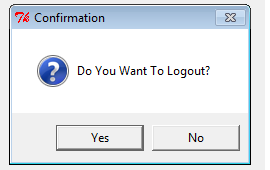 Confirmation
Do You Want To Logout?
Yes
No